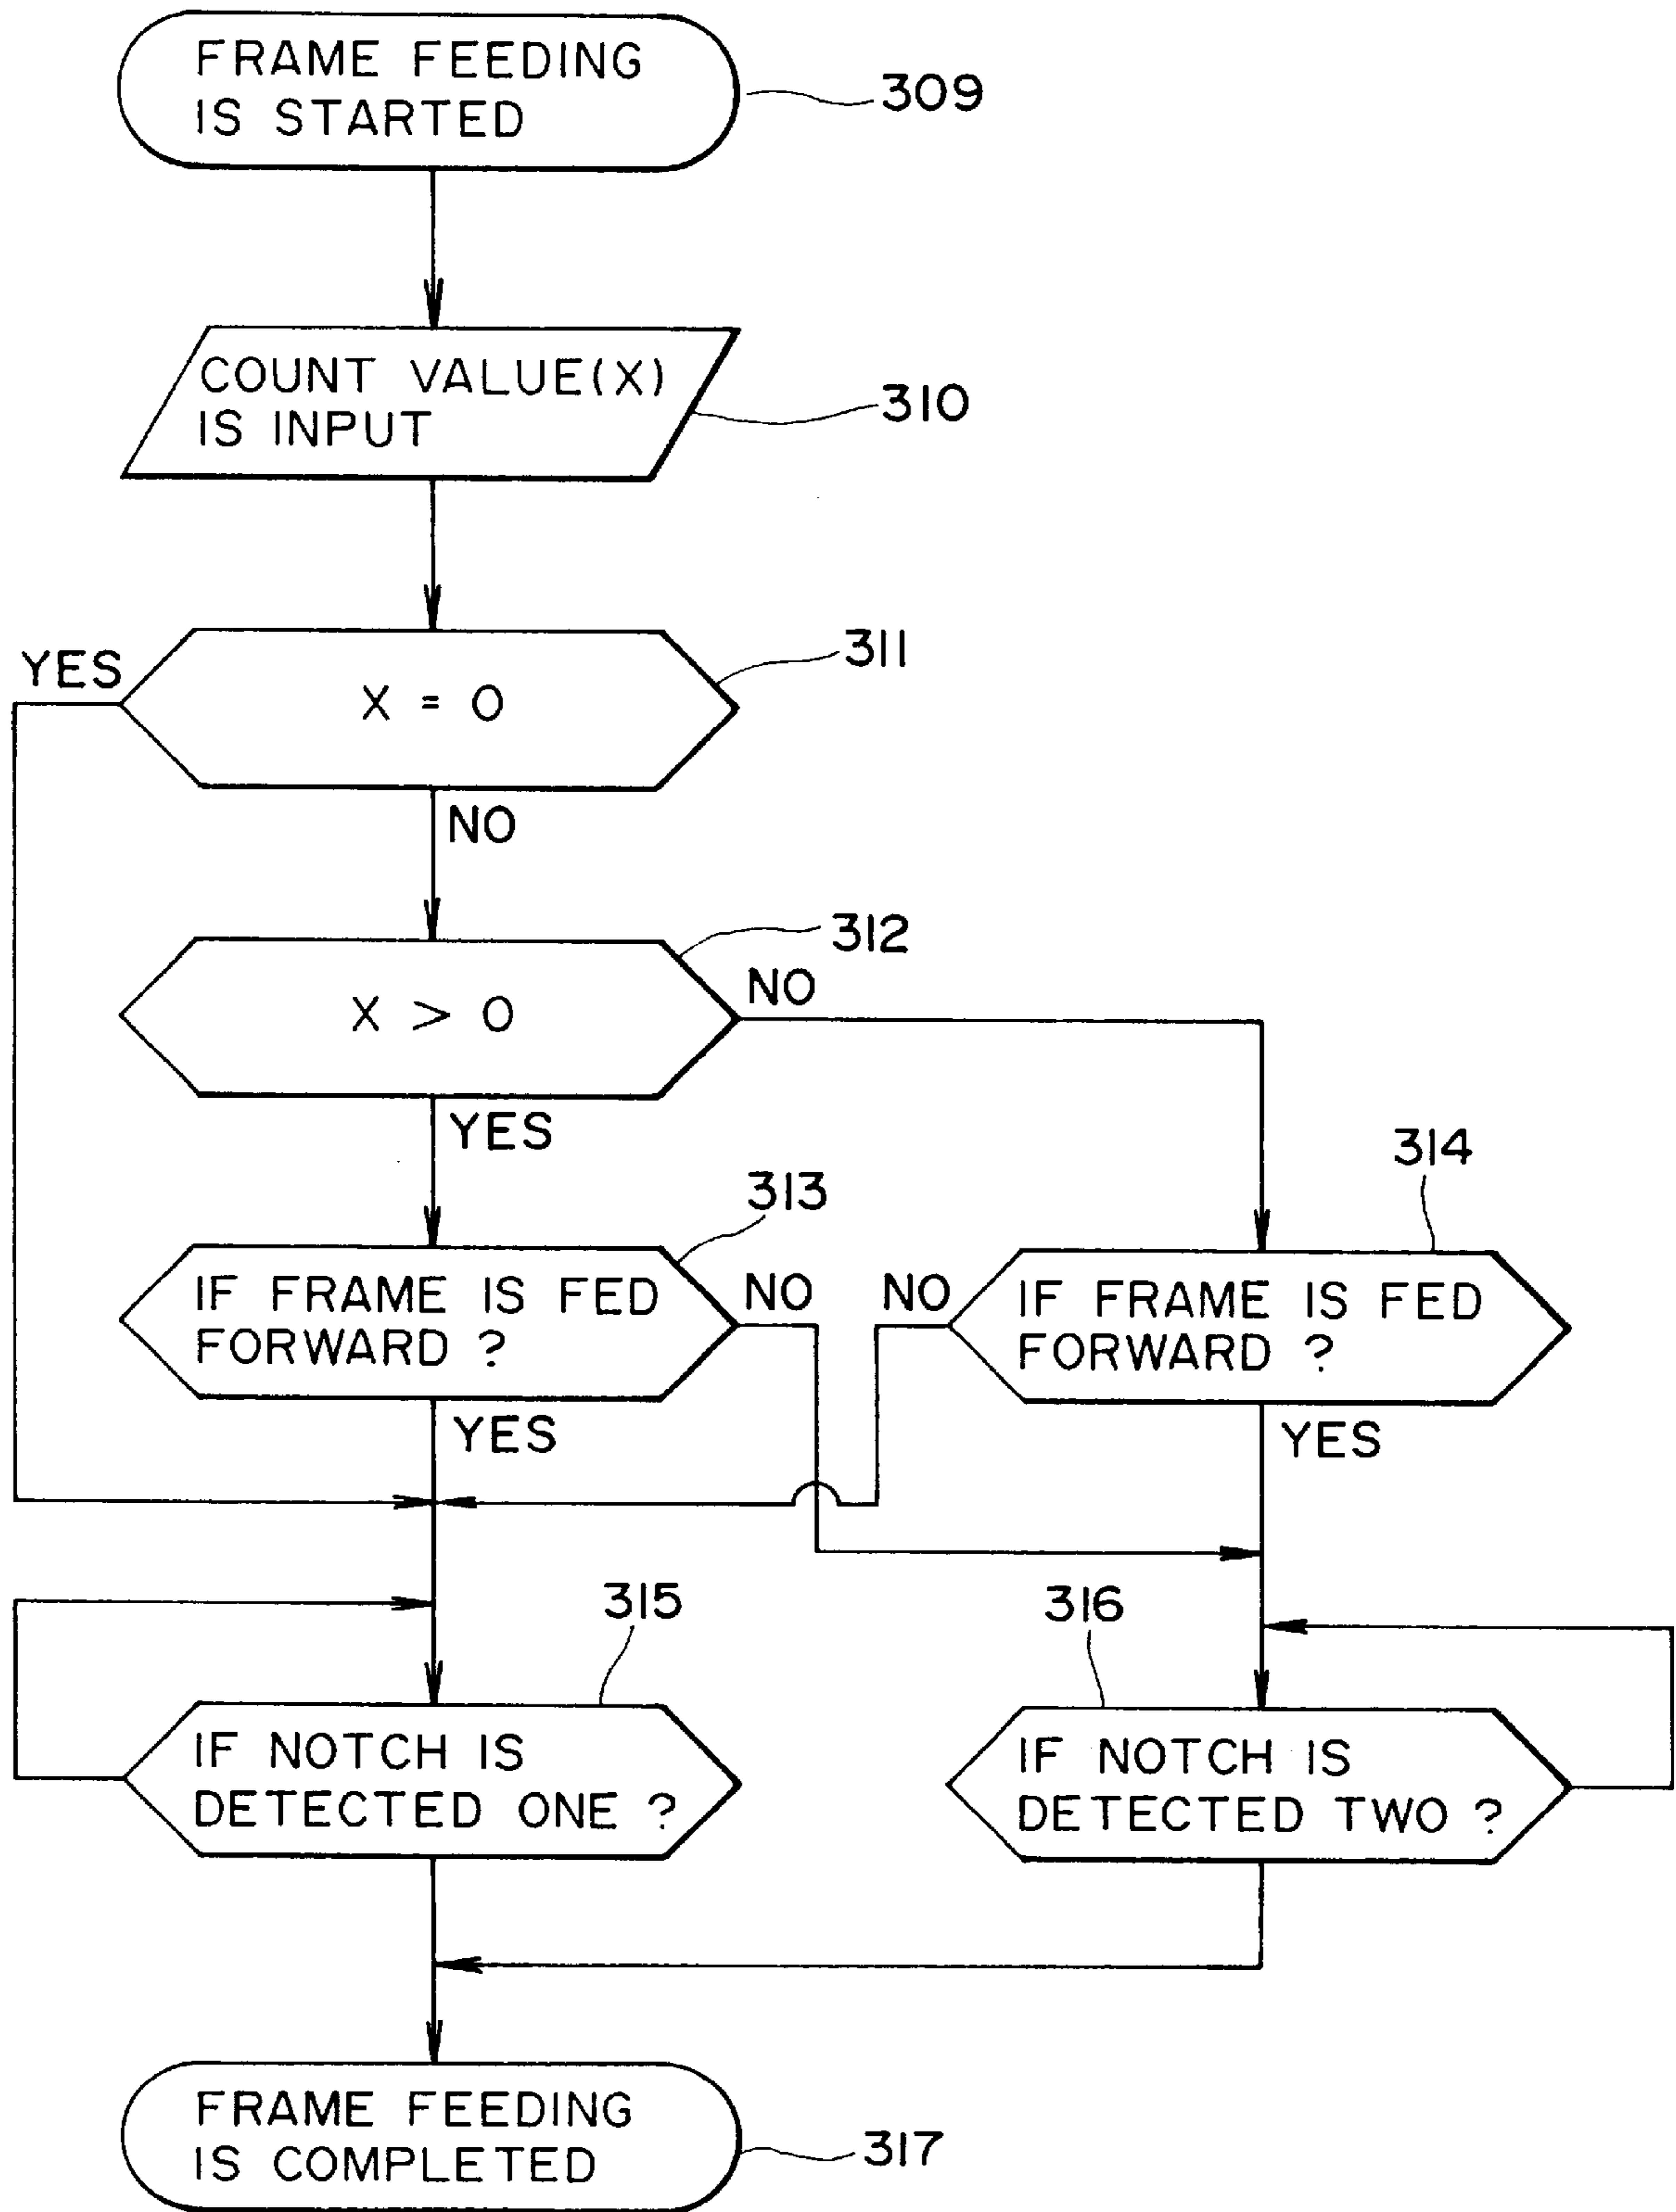 FRAME FEEDING
IS STARTED
309
COUNT VALUE(X)
IS INPUT
310
311
YES
X = 0
NO
312
X > 0
NO
YES
313
314
IF FRAME IS FED
FORWARD ?
NO
NO
IF FRAME IS FED
FORWARD ?
YES
YES
315
316
IF NOTCH IS
DETECTED ONE ?
IF NOTCH IS
DETECTED TWO ?
FRAME FEEDING
IS COMPLETED
317